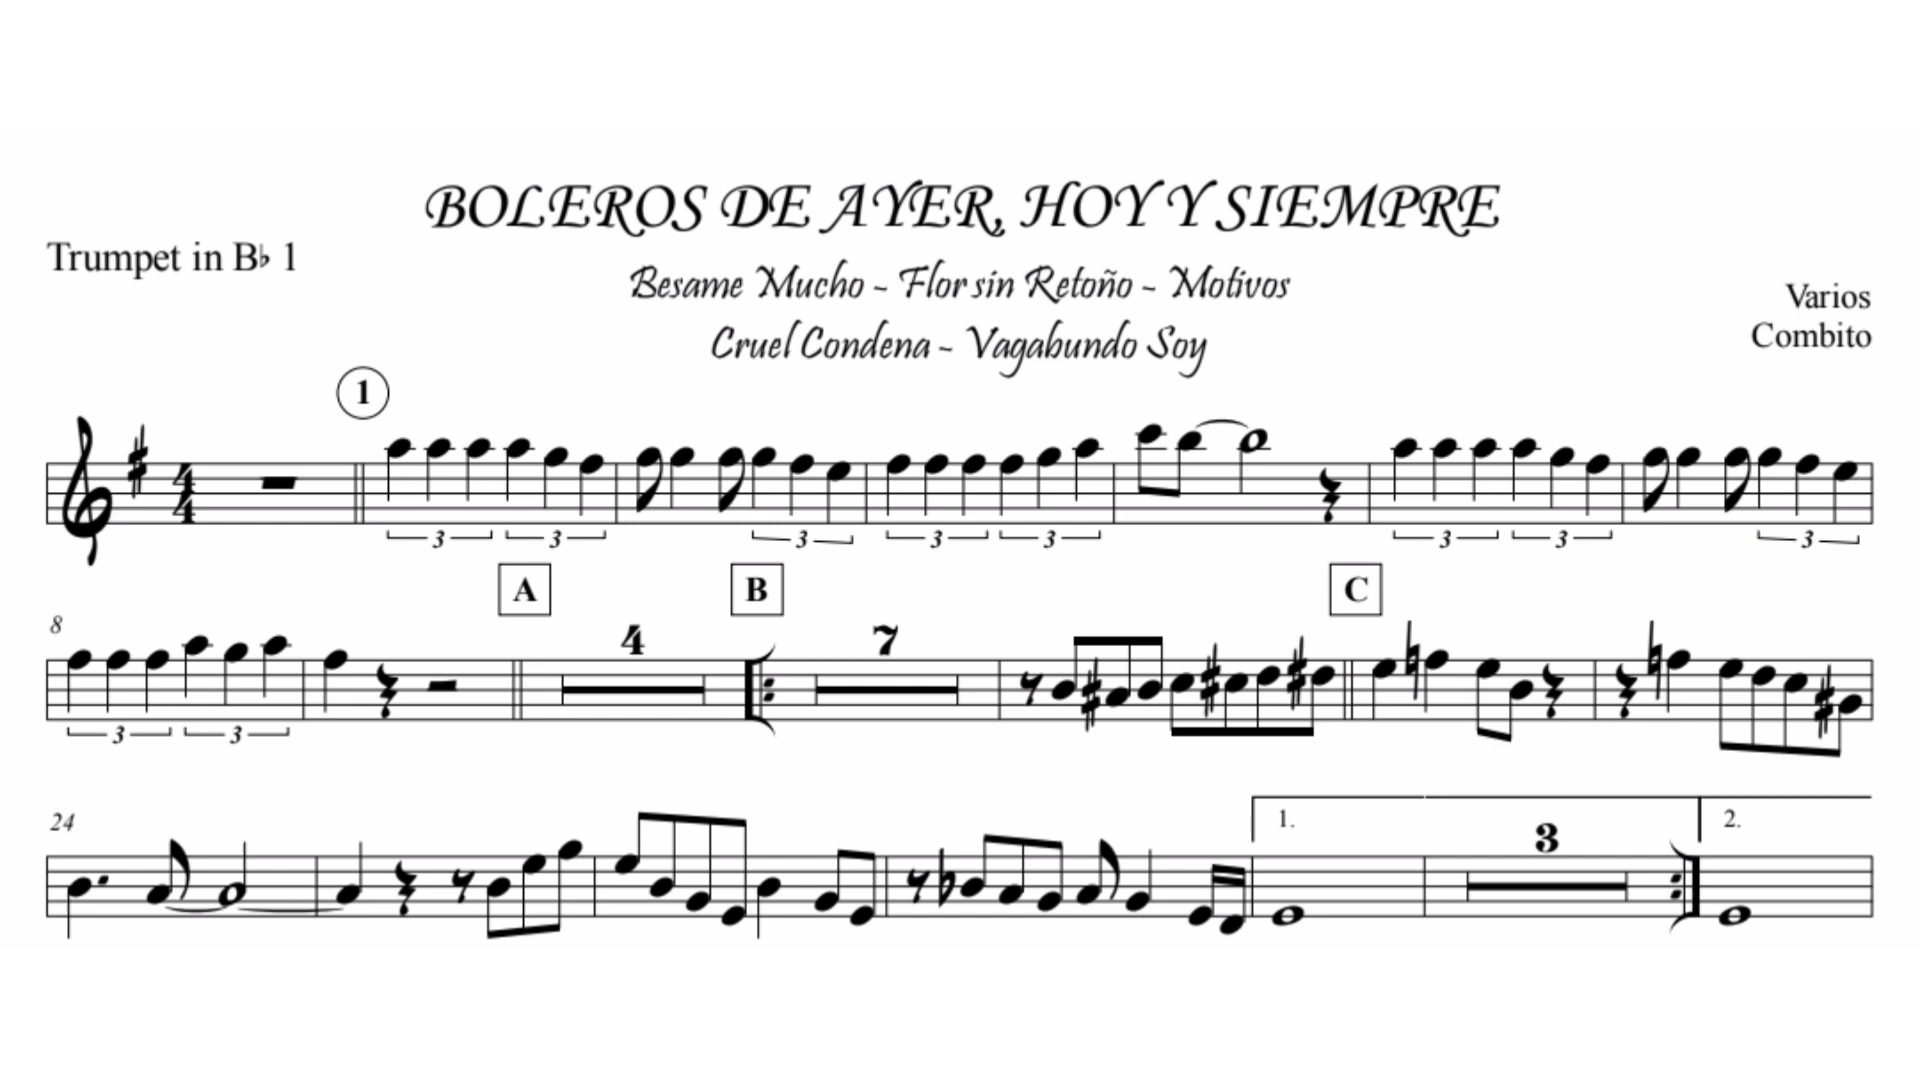 BOLEROS DE AYER, HOY Y SIEMPRE
Trumpet in B♭ 1
Besame Mucho - Flor sin Retoño - Motivos
Varios
Cruel Condena - Vagabundo Soy
Combito
1
4
4
3 3 3 3 3 3 3 3
A B C
8
4 7
3 3
24
1. 3 2.